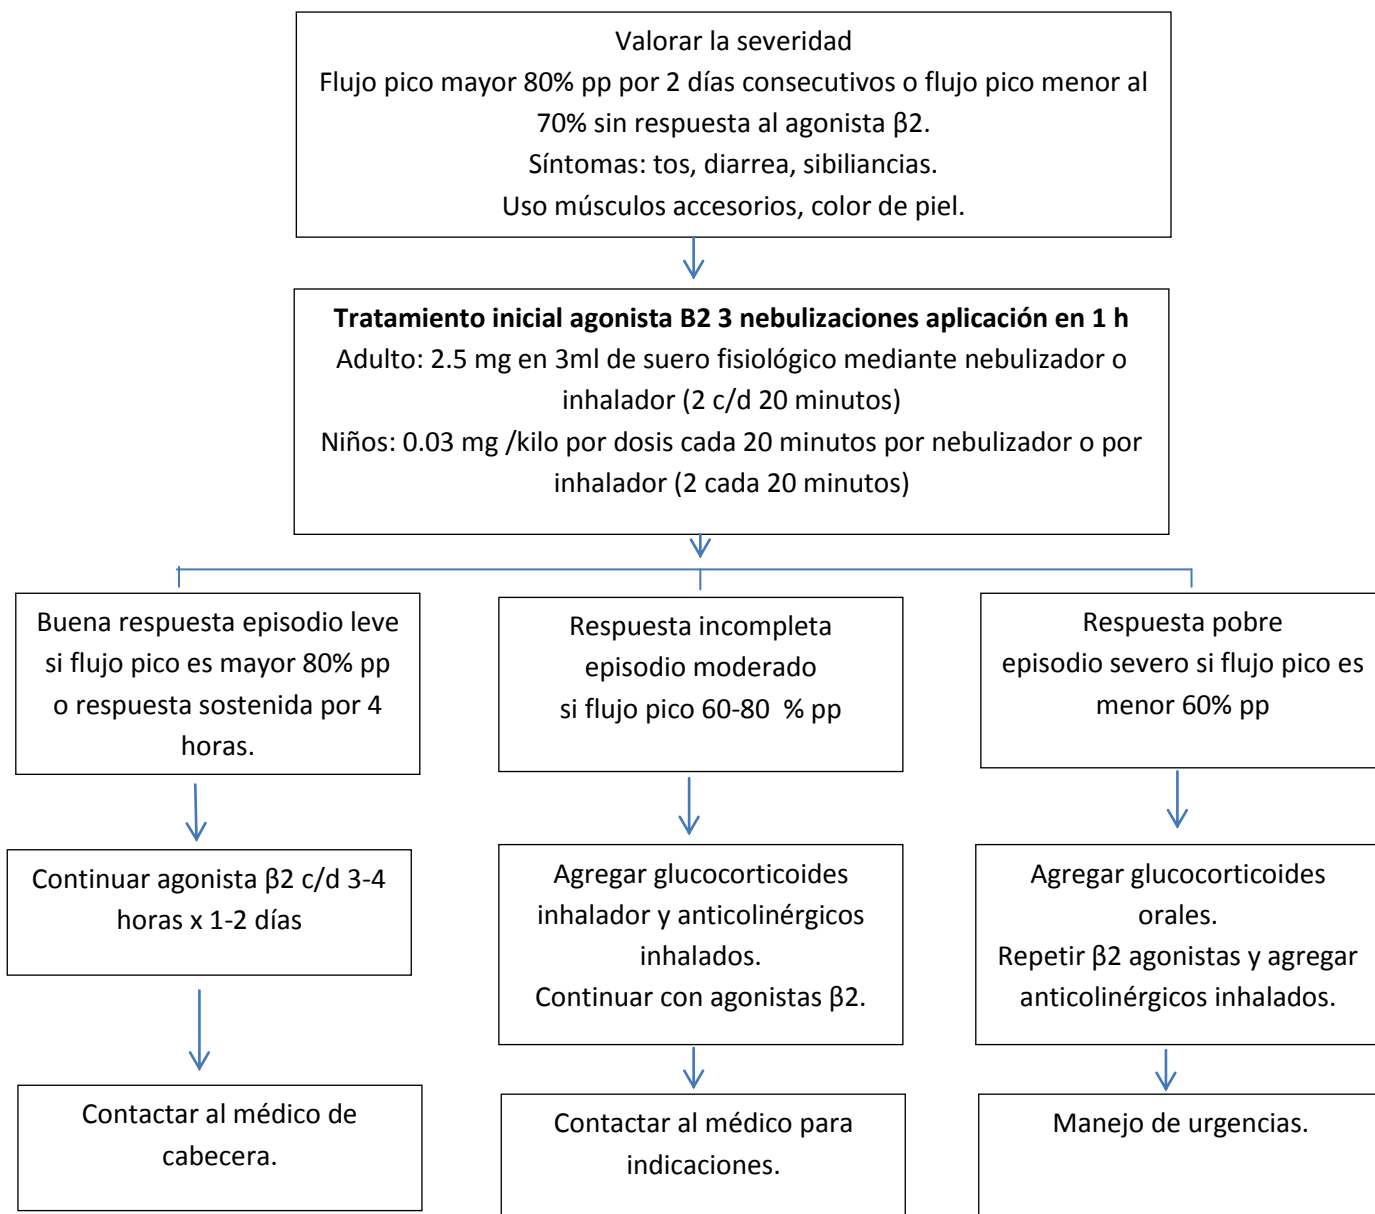 Valorar la severidad
Flujo pico mayor 80% pp por 2 días consecutivos o flujo pico menor al
70% sin respuesta al agonista β2.
Síntomas: tos, diarrea, sibiliancias.
Uso músculos accesorios, color de piel.
Tratamiento inicial agonista B2 3 nebulizaciones aplicación en 1 h
Adulto: 2.5 mg en 3ml de suero fisiológico mediante nebulizador o
inhalador (2 c/d 20 minutos)
Niños: 0.03 mg /kilo por dosis cada 20 minutos por nebulizador o por
inhalador (2 cada 20 minutos)
Buena respuesta episodio leve
si flujo pico es mayor 80% pp
o respuesta sostenida por 4
horas.
Respuesta incompleta
episodio moderado
si flujo pico 60-80 % pp
Respuesta pobre
episodio severo si flujo pico es
menor 60% pp
Continuar agonista β2 c/d 3-4
horas x 1-2 días
Agregar glucocorticoides
inhalador y anticolinérgicos
inhalados.
Continuar con agonistas β2.
Agregar glucocorticoides
orales.
Repetir β2 agonistas y agregar
anticolinérgicos inhalados.
Contactar al médico de
cabecera.
Contactar al médico para
indicaciones.
Manejo de urgencias.